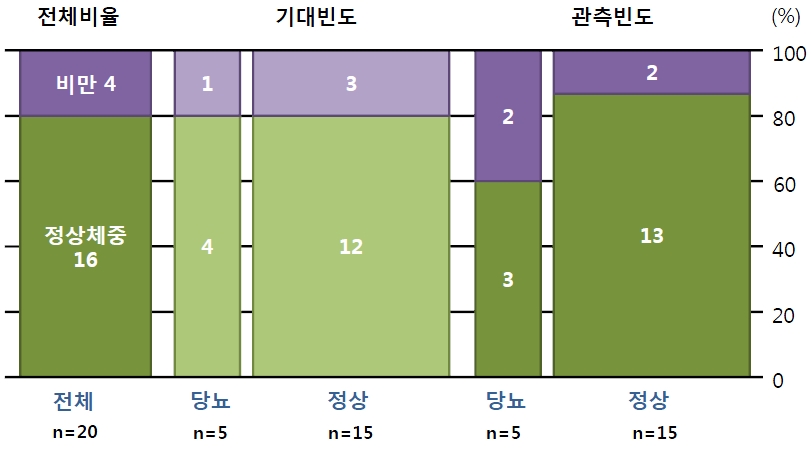 전체비율 기대빈도 관측빈도 (%)
100
비만 4 1 3 2 2
80
60
정상체중
16 4 12 3 13
40
20
0
전체 당뇨 정상 당뇨 정상
n=20 n=5 n=15 n=5 n=15